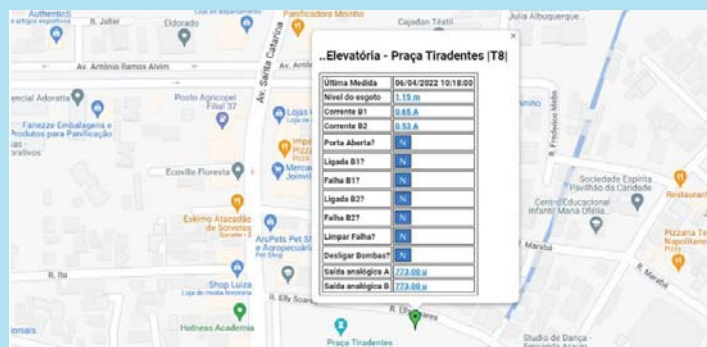 AuthenticS
R. Joller
Eldorado
Panificadora Moinho
Cajadan Têxtil
Julia Albuquerque...
Av. Santa Catarina
Av. Antônio Ramos Alvim
Posto Agricopel
Filial 37
Fanezze Embalagens e
Produtos para Panificação
Ecoville Floresta
Eskimo Atacadão
de Sorvetes
ArcPets Pet
e Agropecuária
Pet Shop
R. Ita
Shop Luiza
Loja de moda feminina
Hotness Academia
R. Elly Soares
Praça Tiradentes
..Elevatória - Praça Tiradentes |T8|
Última Medida 06/04/2022 10:18:00
Nível do esgoto 1.15 m
Corrente B1 0.65 A
Corrente B2 0.53 A
Porta Aberta? N
Ligada B1? N
Falha B1? N
Ligada B2? N
Falha B2? N
Limpar Falha? N
Desligar Bombas? N
Saída analógica A 773.00 u
Saída analógica B 773.00 u
Sociedade Espírita
Pavilhão da Caridade
Restaurant
Centro Educacional
Infantil Maria Ofélia...
Pizzaria
Napolitano
R. Marabá
Studio de Dança -